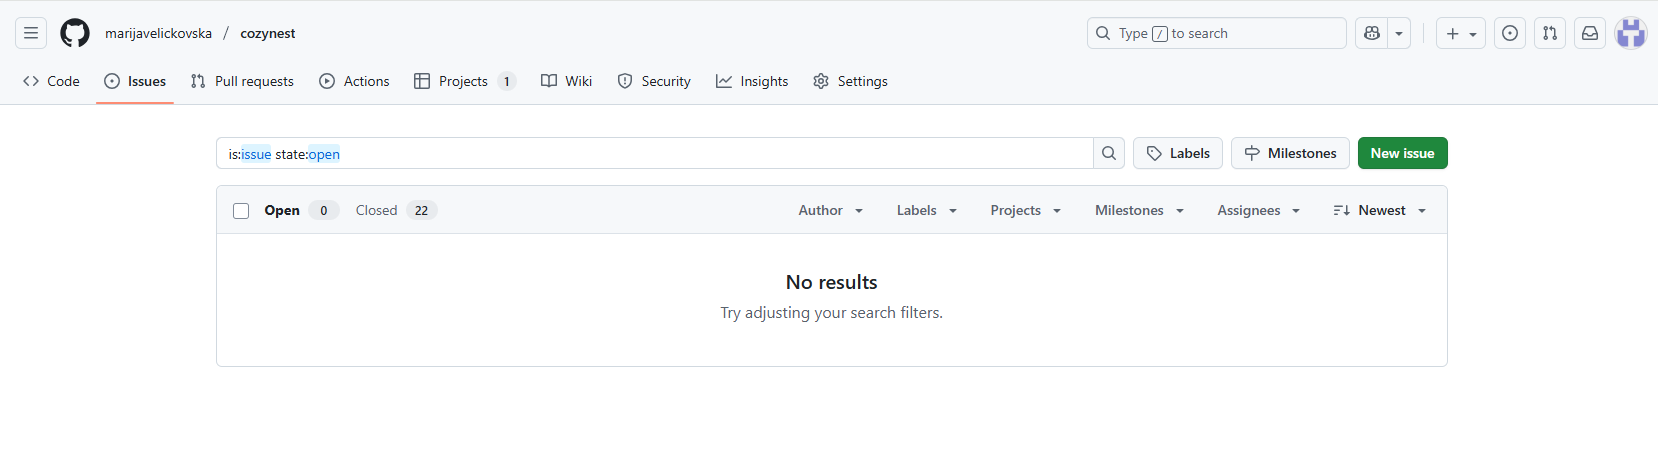 marijavelickovska / cozynest
Type / to search
Code Issues Pull requests Actions Projects 1 Wiki Security Insights Settings
is:issue state:open
Labels Milestones New issue
Open 0 Closed 22 Author Labels Projects Milestones Assignees Newest
No results
Try adjusting your search filters.